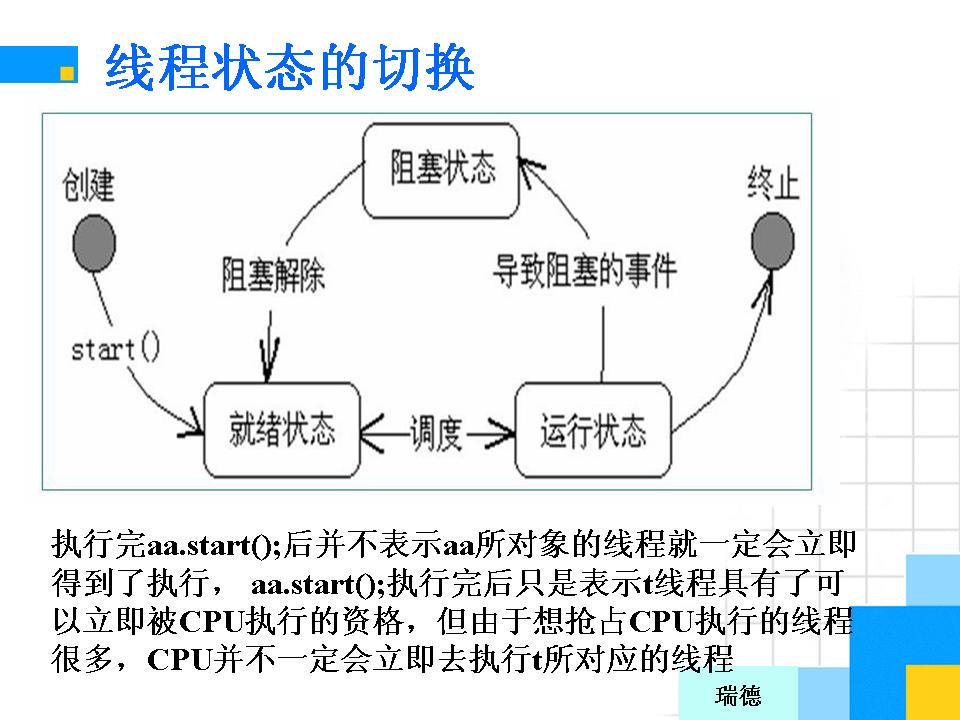 线程状态的切换
阻塞状态
创建
终止
阻塞解除
导致阻塞的事件
start()
就绪状态
调度
运行状态
执行完aa.start();后并不表示aa所对象的线程就一定会立即
得到了执行， aa.start();执行完后只是表示t线程具有了可
以立即被CPU执行的资格，但由于想抢占CPU执行的线程
很多，CPU并不一定会立即去执行t所对应的线程
瑞德